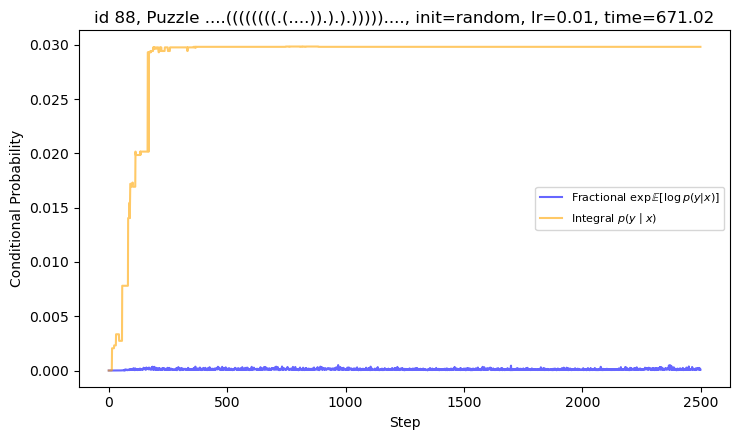 id 88, Puzzle ....((((((((.(....)).).).)))))...., init=random, lr=0.01, time=671.02
Conditional Probability
0.030
0.025
0.020
0.015
0.010
0.005
0.000
Fractional exp𝔼[log p(y|x)]
Integral p(y | x)
0
500
1000
1500
2000
2500
Step